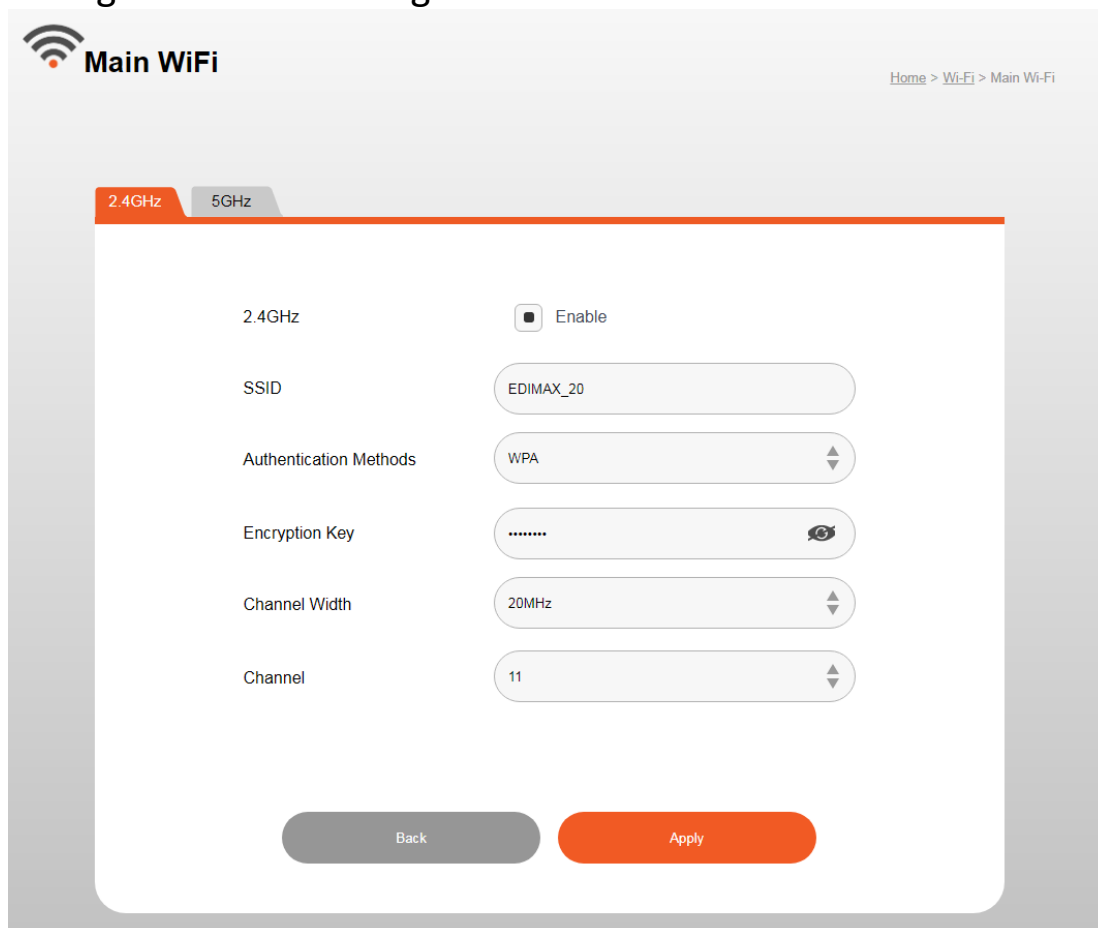 Main WiFi
Home > Wi-Fi > Main Wi-Fi
2.4GHz 5GHz
2.4GHz Enable
SSID EDIMAX_20
Authentication Methods WPA
Encryption Key ••••••••
Channel Width 20MHz
Channel 11
Back Apply